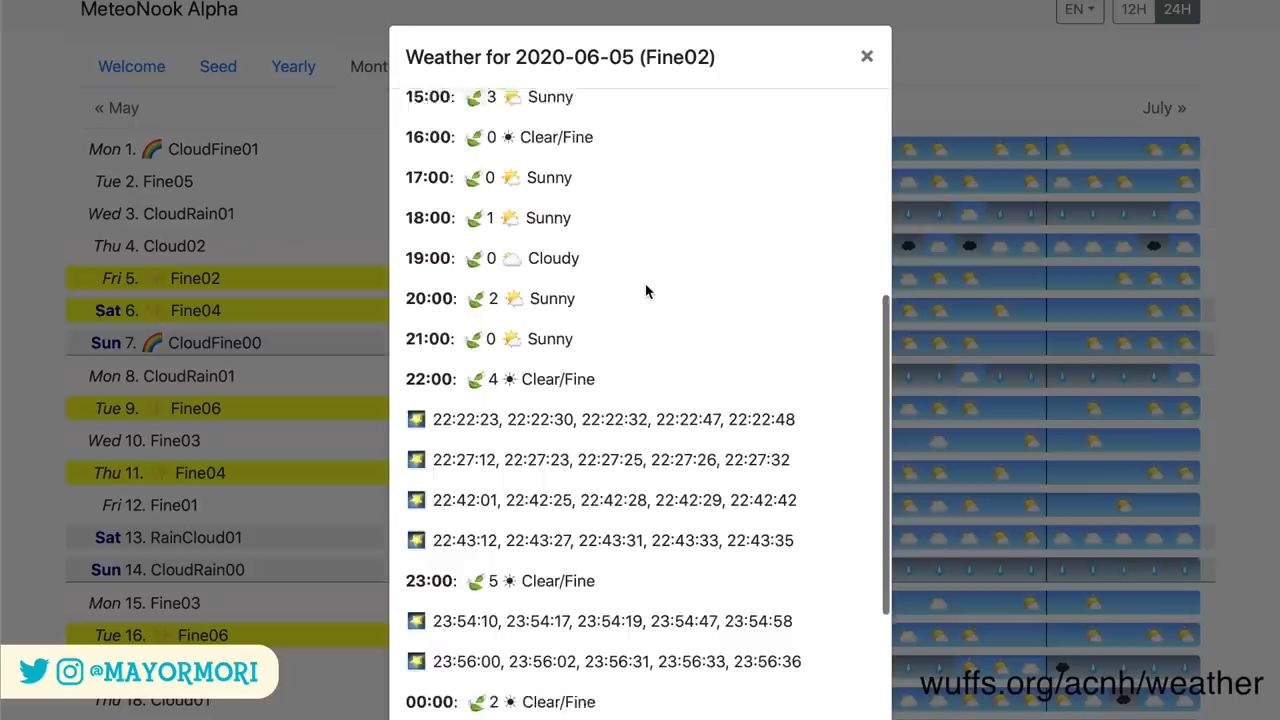 MeteoNook Alpha
EN
12H
24H
Welcome
Seed
Yearly
Mont
« May
July »
Mon 1. CloudFine01
Tue 2. Fine05
Wed 3. CloudRain01
Thu 4. Cloud02
Fri 5. Fine02
Sat 6. Fine04
Sun 7. CloudFine00
Mon 8. CloudRain01
Tue 9. Fine06
Wed 10. Fine03
Thu 11. Fine04
Fri 12. Fine01
Sat 13. RainCloud01
Sun 14. CloudRain00
Mon 15. Fine03
Tue 16. Fine06
Thu 18. Cloud01
Weather for 2020-06-05 (Fine02)
×
15:00: 3 Sunny
16:00: 0 Clear/Fine
17:00: 0 Sunny
18:00: 1 Sunny
19:00: 0 Cloudy
20:00: 2 Sunny
21:00: 0 Sunny
22:00: 4 Clear/Fine
22:22:23, 22:22:30, 22:22:32, 22:22:47, 22:22:48
22:27:12, 22:27:23, 22:27:25, 22:27:26, 22:27:32
22:42:01, 22:42:25, 22:42:28, 22:42:29, 22:42:42
22:43:12, 22:43:27, 22:43:31, 22:43:33, 22:43:35
23:00: 5 Clear/Fine
23:54:10, 23:54:17, 23:54:19, 23:54:47, 23:54:58
23:56:00, 23:56:02, 23:56:31, 23:56:33, 23:56:36
00:00: 2 Clear/Fine
@MAYORMORI
wuffs.org/acnh/weather